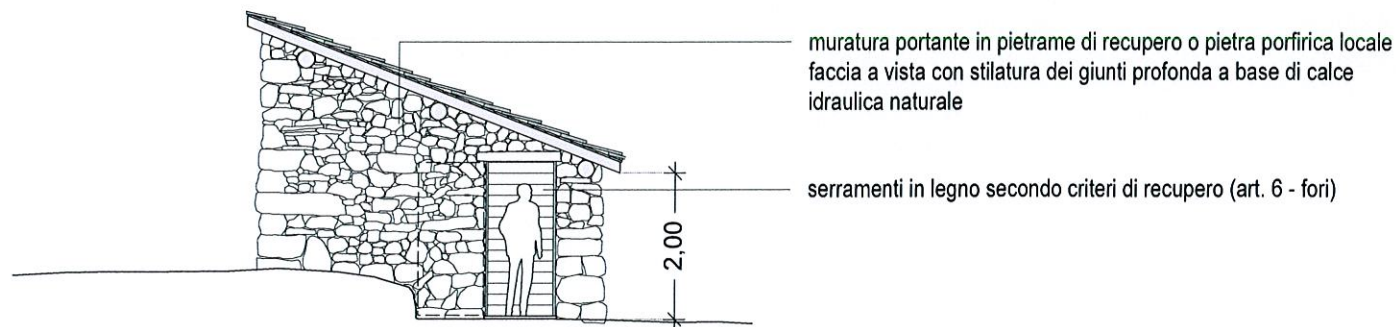 muratura portante in pietrame di recupero o pietra porfirica locale
faccia a vista con stilatura dei giunti profonda a base di calce
idraulica naturale
serramenti in legno secondo criteri di recupero (art. 6 - fori)
2,00